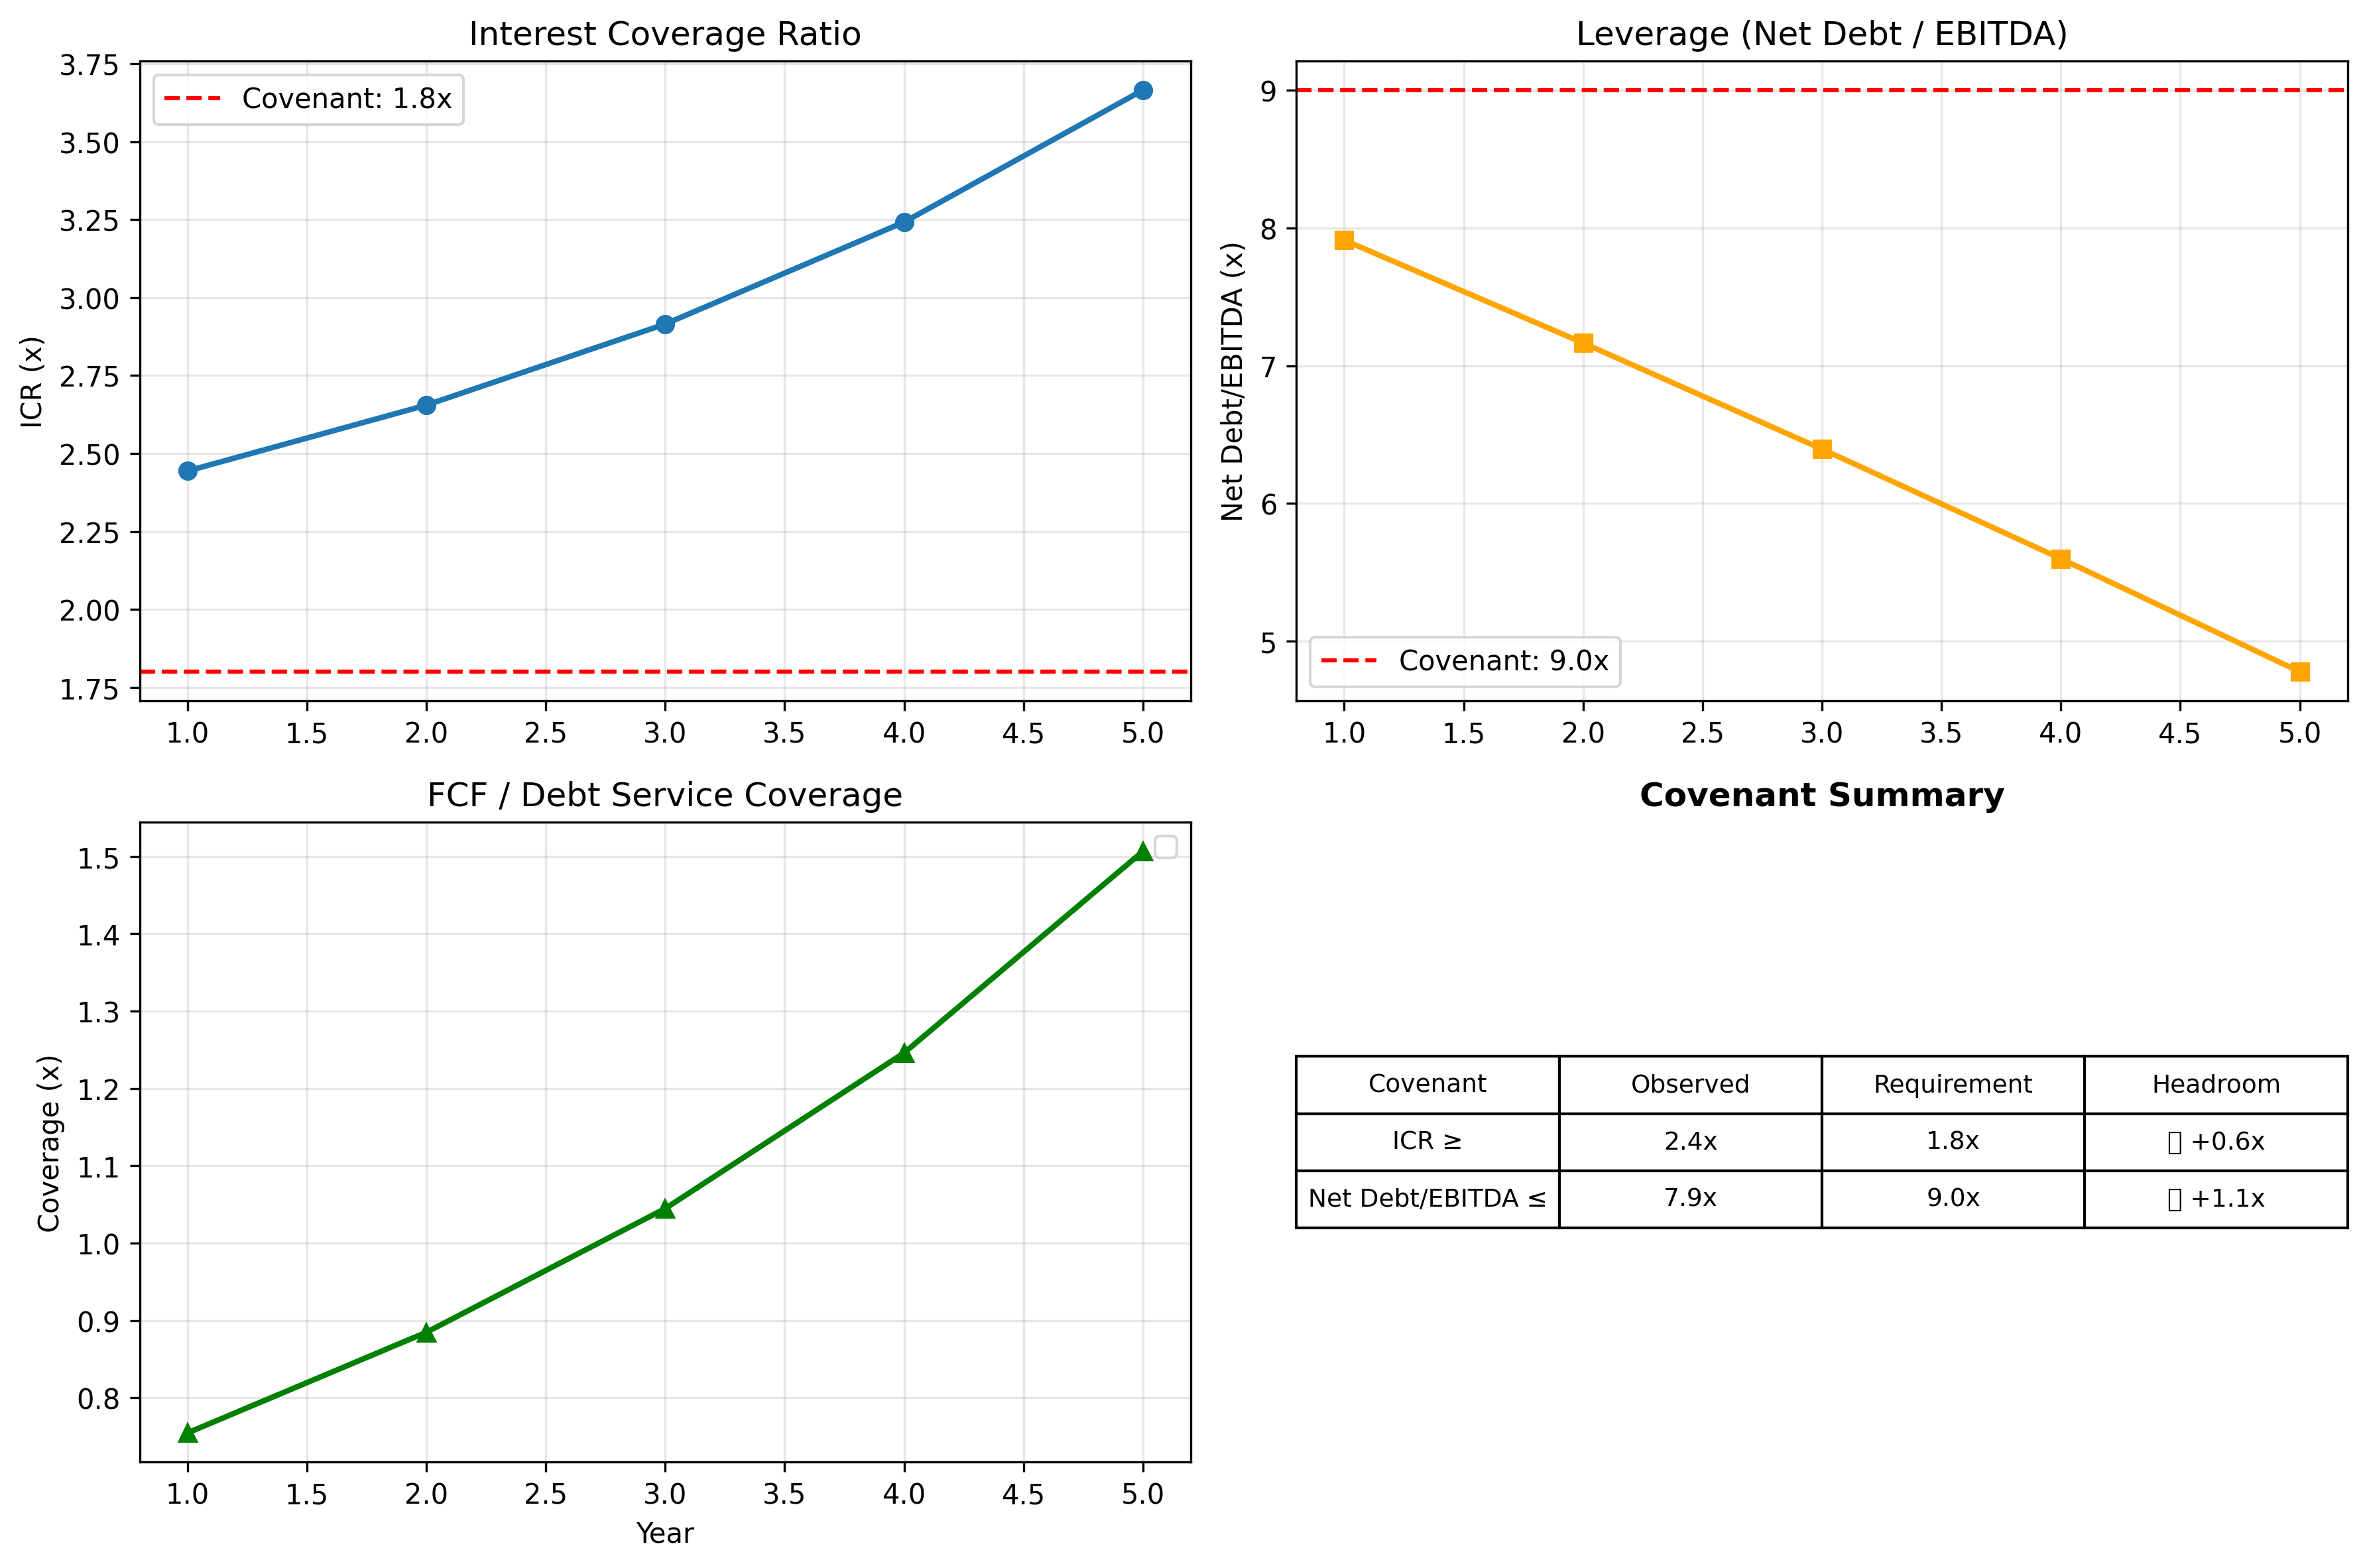 Interest Coverage Ratio
ICR (x)
3.75
3.50
3.25
3.00
2.75
2.50
2.25
2.00
1.75
Covenant: 1.8x
1.0 1.5 2.0 2.5 3.0 3.5 4.0 4.5 5.0
Leverage (Net Debt / EBITDA)
Net Debt/EBITDA (x)
9
8
7
6
5
Covenant: 9.0x
1.0 1.5 2.0 2.5 3.0 3.5 4.0 4.5 5.0
FCF / Debt Service Coverage
Coverage (x)
1.5
1.4
1.3
1.2
1.1
1.0
0.9
0.8
1.0 1.5 2.0 2.5 3.0 3.5 4.0 4.5 5.0
Year
Covenant Summary
Covenant Observed Requirement Headroom
ICR ≥ 2.4x 1.8x +0.6x
Net Debt/EBITDA ≤ 7.9x 9.0x +1.1x